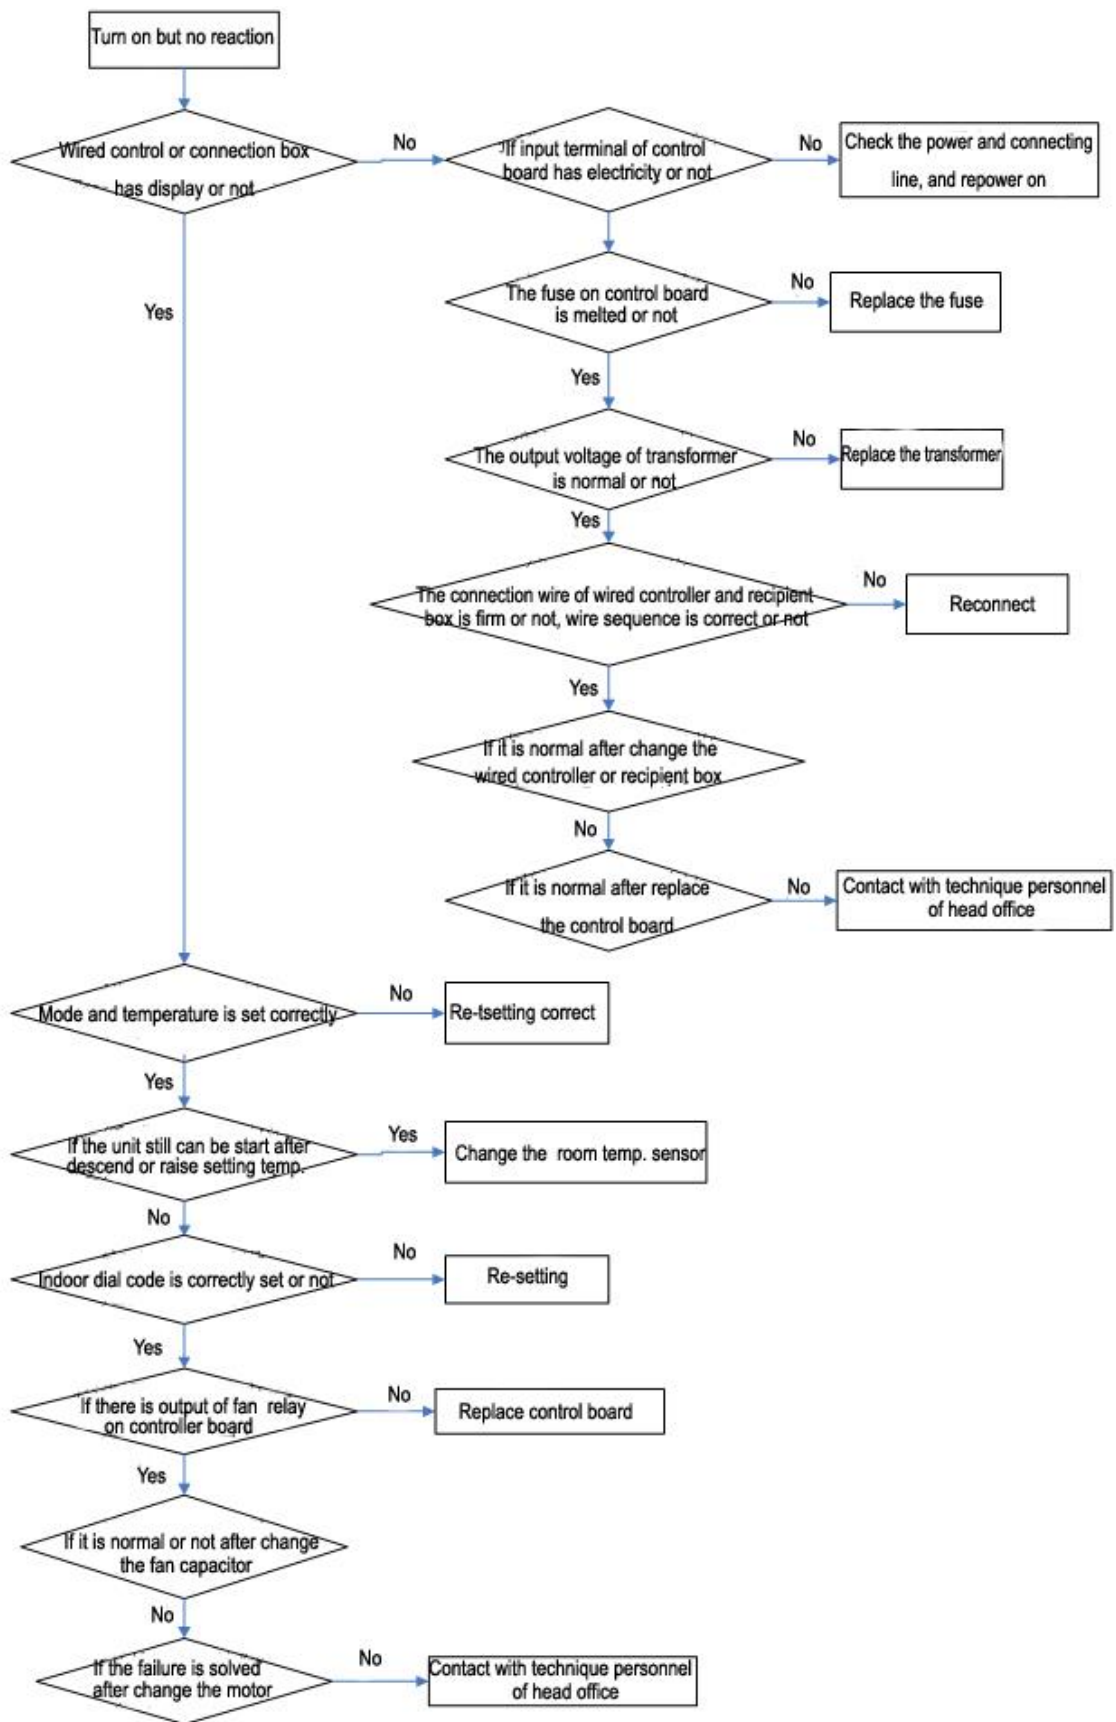 Turn on but no reaction
Wired control or connection box
has display or not
No
If input terminal of control
board has electricity or not
No
Check the power and connecting
line, and repower on
Yes
The fuse on control board
is melted or not
No
Replace the fuse
Yes
The output voltage of transformer
is normal or not
No
Replace the transformer
Yes
The connection wire of wired controller and recipient
box is firm or not, wire sequence is correct or not
No
Reconnect
Yes
If it is normal after change the
wired controller or recipient box
No
If it is normal after replace
the control board
No
Contact with technique personnel
of head office
Mode and temperature is set correctly
No
Re-tsetting correct
Yes
If the unit still can be start after
descend or raise setting temp.
Yes
Change the room temp. sensor
No
Indoor dial code is correctly set or not
No
Re-setting
Yes
If there is output of fan relay
on controller board
No
Replace control board
Yes
If it is normal or not after change
the fan capacitor
No
If the failure is solved
after change the motor
No
Contact with technique personnel
of head office